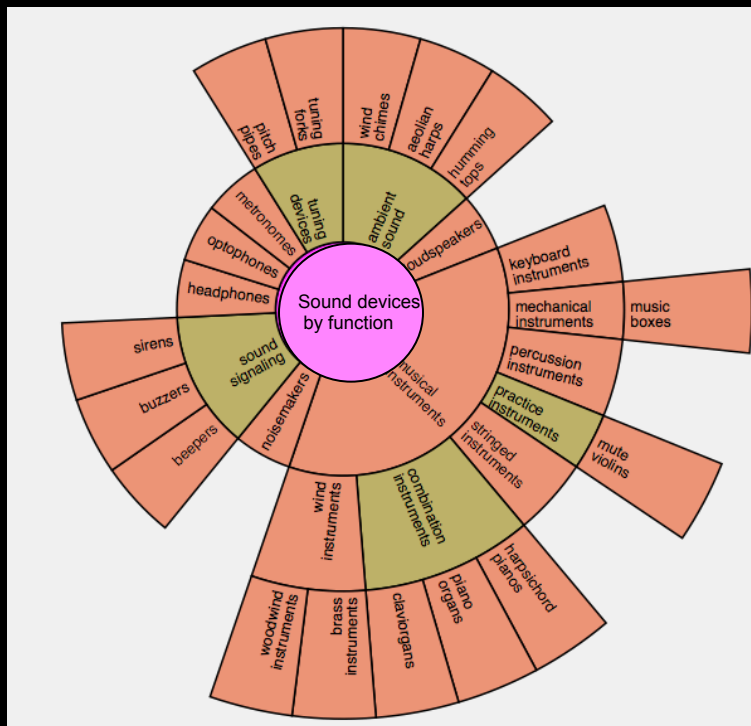 Sound devices
by function
tuning
devices
pitch
pipes
tuning
forks
ambient
sound
wind
chimes
aeolian
harps
humming
tops
oudspeakers
musical
instruments
keyboard
instruments
mechanical
instruments
music
boxes
percussion
instruments
practice
instruments
mute
violins
stringed
instruments
combination
instruments
harpsichord
pianos
piano
organs
claviorgans
wind
instruments
brass
instruments
woodwind
instruments
noisemakers
sound
signaling
beepers
buzzers
sirens
headphones
optophones
metronomes